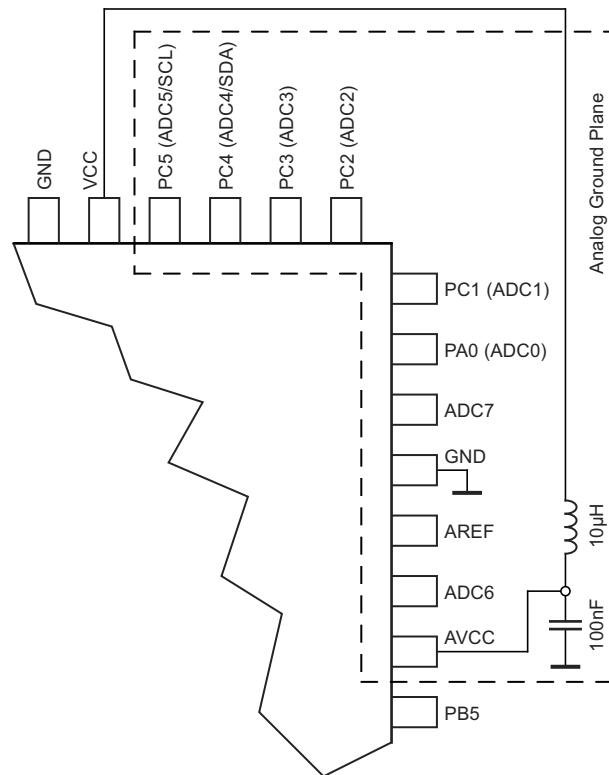 GND
VCC
PC5 (ADC5/SCL)
PC4 (ADC4/SDA)
PC3 (ADC3)
PC2 (ADC2)
Analog Ground Plane
PC1 (ADC1)
PA0 (ADC0)
ADC7
GND
AREF
ADC6
AVCC
PB5
10µH
100nF